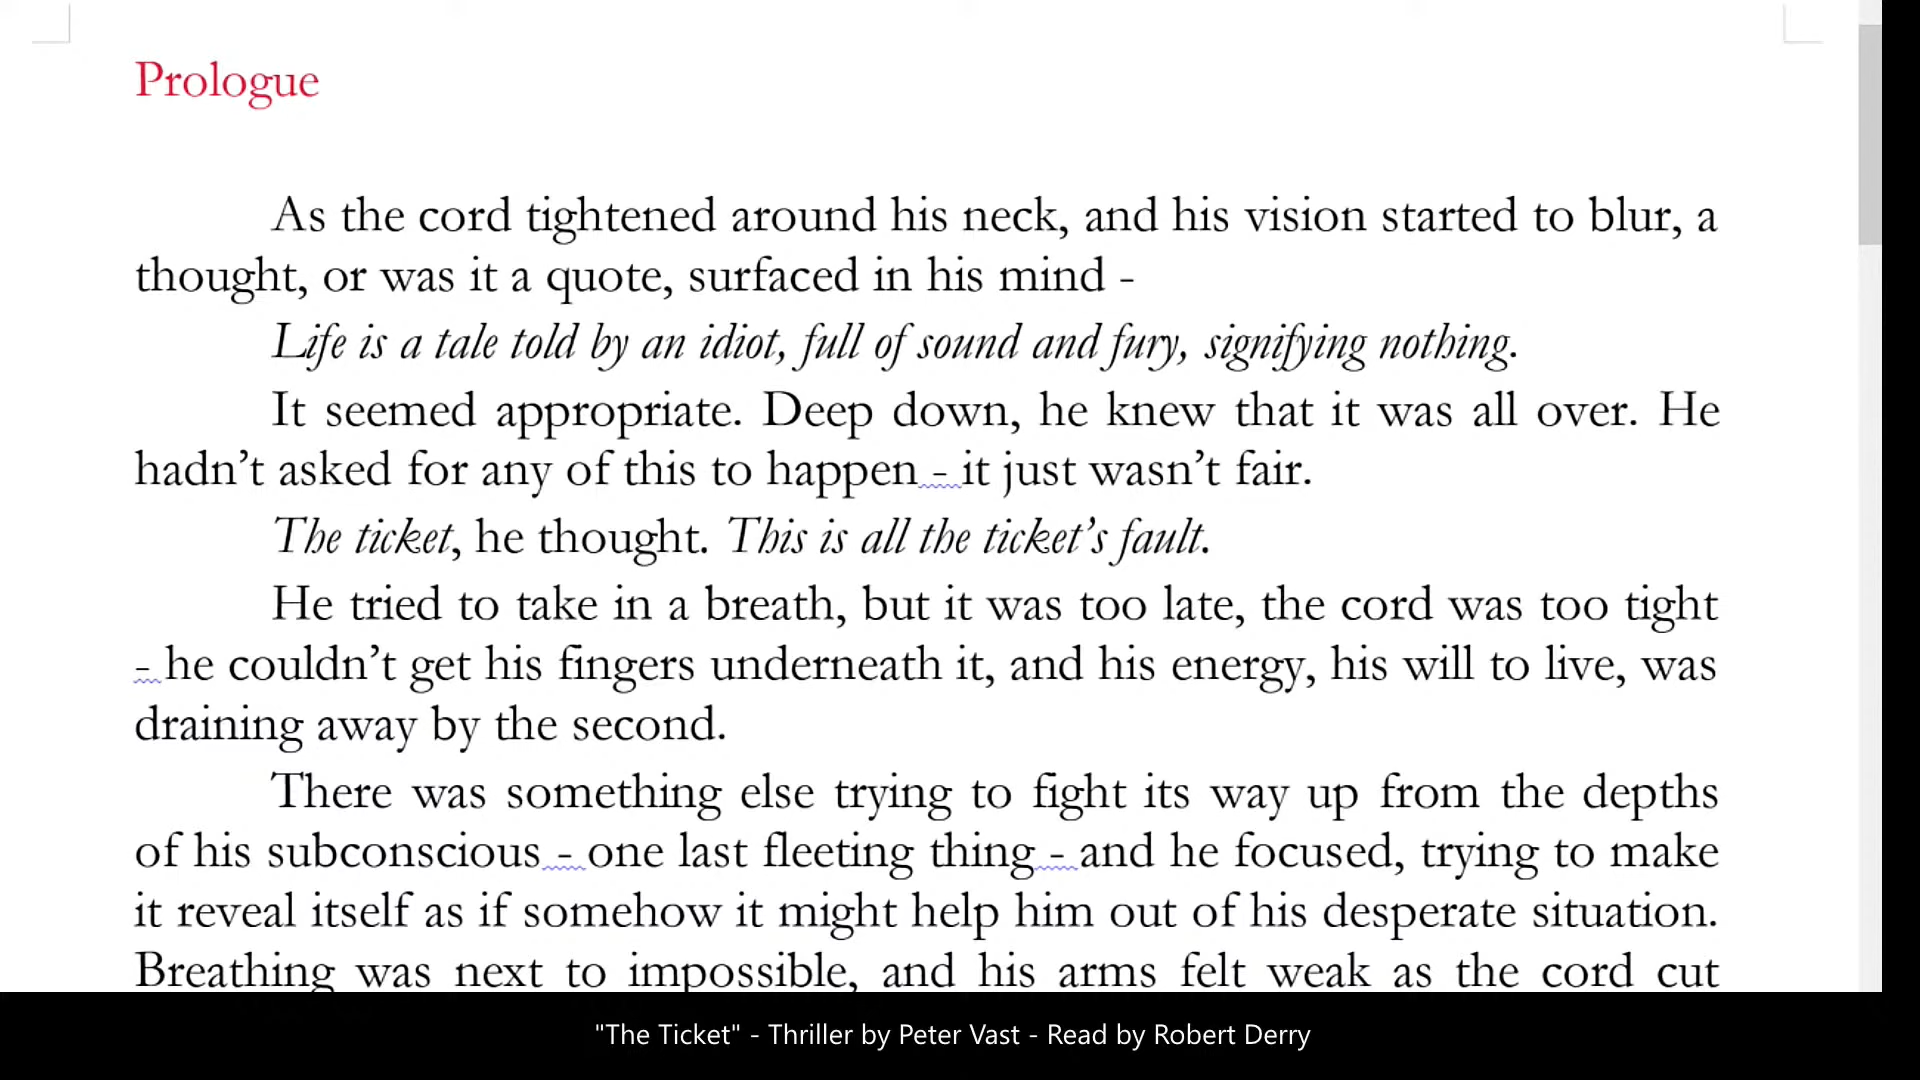 Prologue
As the cord tightened around his neck, and his vision started to blur, a
thought, or was it a quote, surfaced in his mind -
Life is a tale told by an idiot, full of sound and fury, signifying nothing.
It seemed appropriate. Deep down, he knew that it was all over. He
hadn’t asked for any of this to happen - it just wasn’t fair.
The ticket, he thought. This is all the ticket’s fault.
He tried to take in a breath, but it was too late, the cord was too tight
- he couldn’t get his fingers underneath it, and his energy, his will to live, was
draining away by the second.
There was something else trying to fight its way up from the depths
of his subconscious - one last fleeting thing - and he focused, trying to make
it reveal itself as if somehow it might help him out of his desperate situation.
Breathing was next to impossible, and his arms felt weak as the cord cut
"The Ticket" - Thriller by Peter Vast - Read by Robert Derry